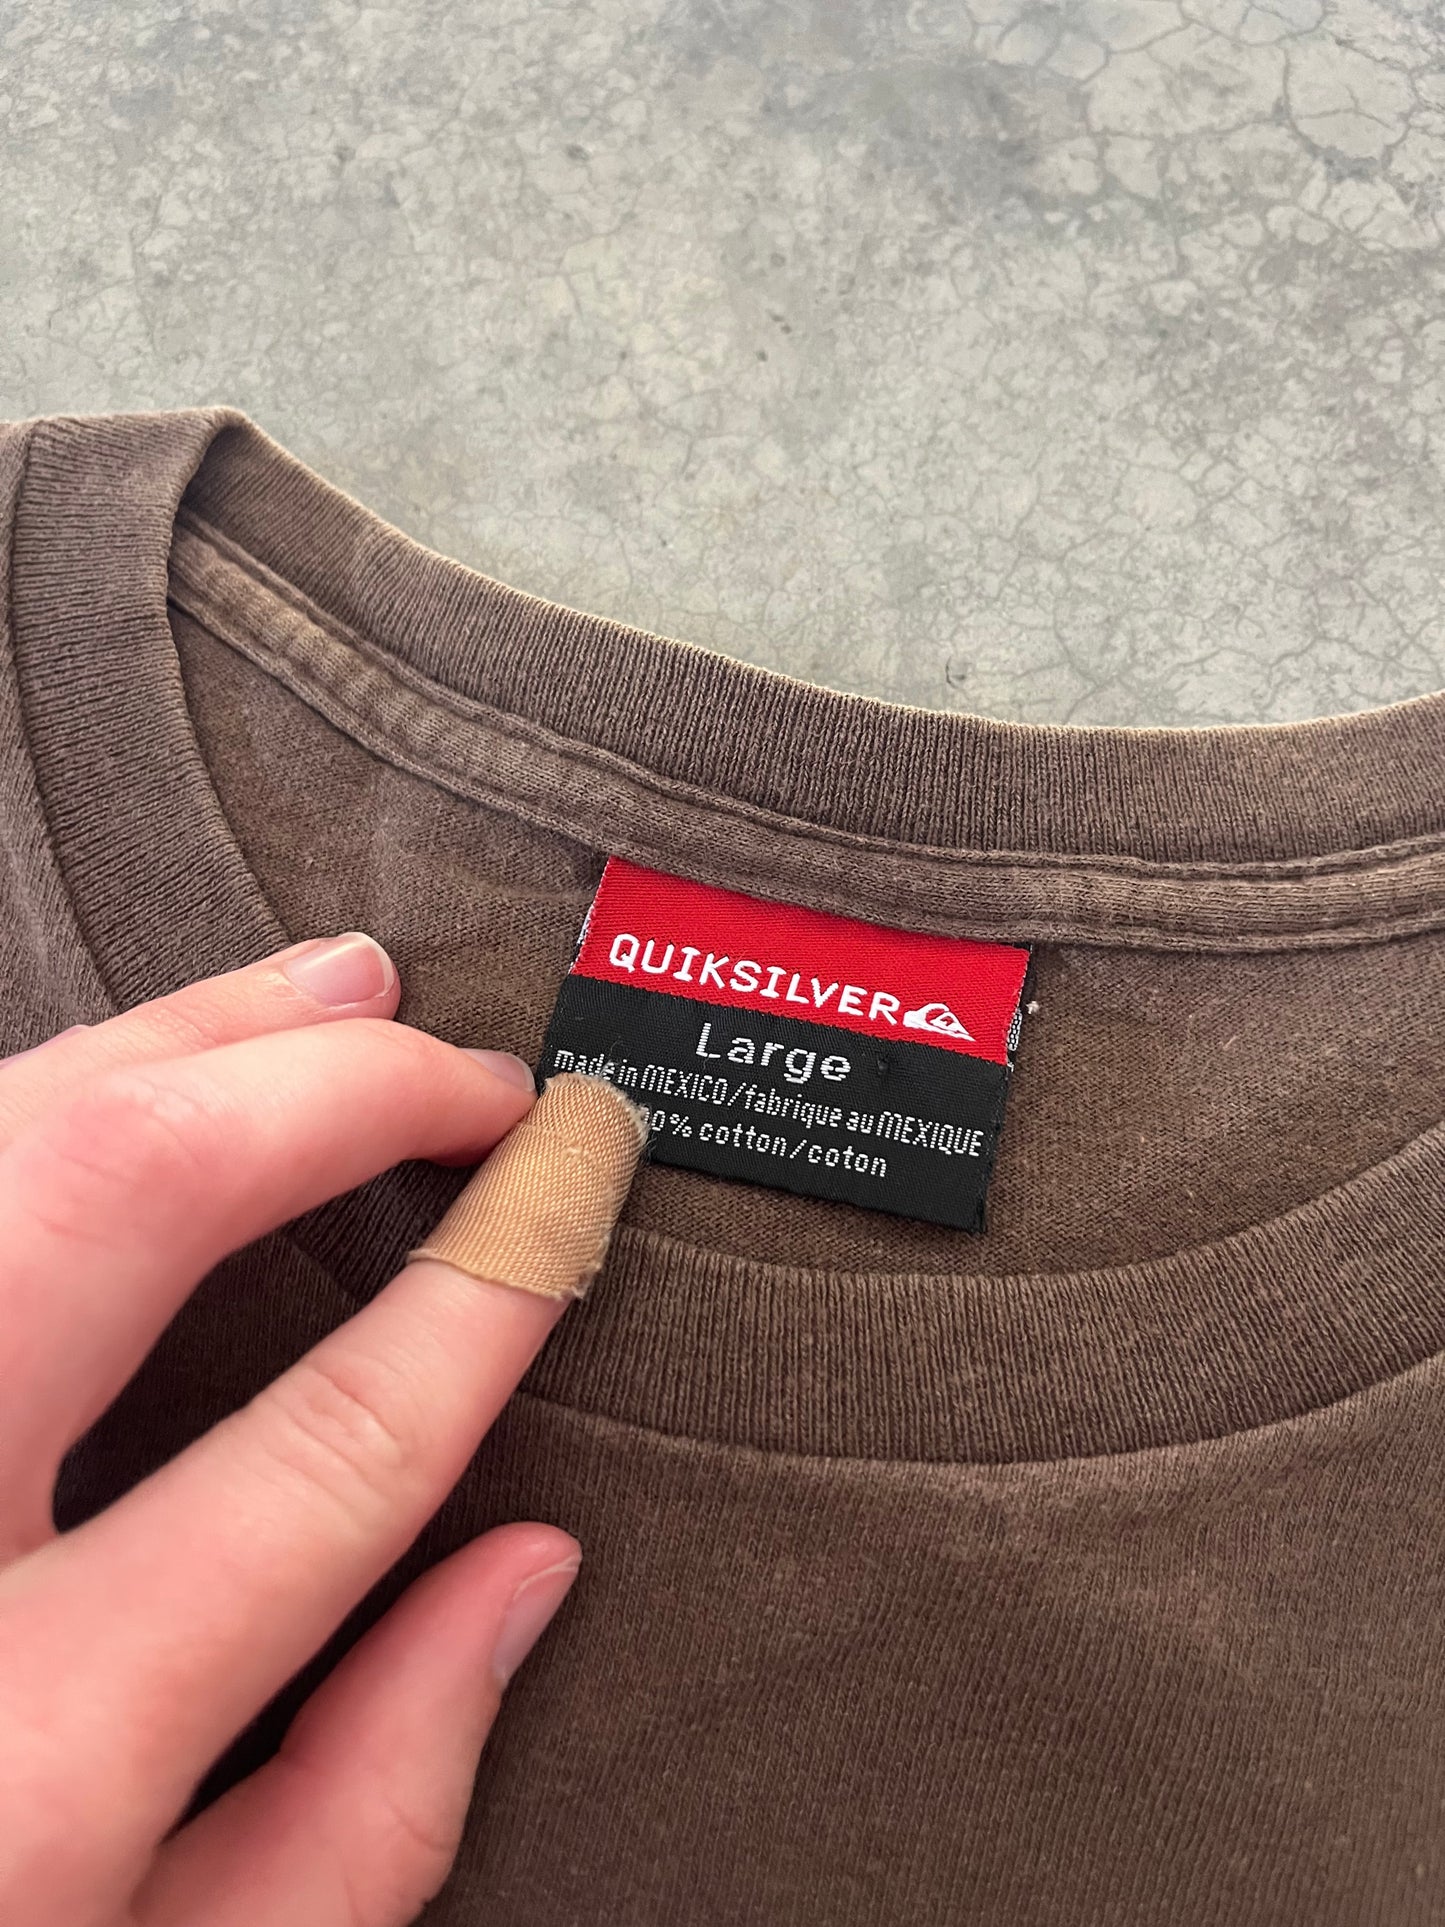 QUIKSILVER
Large
made in MEXICO/fabrique au MEXIQUE
cotton/coton